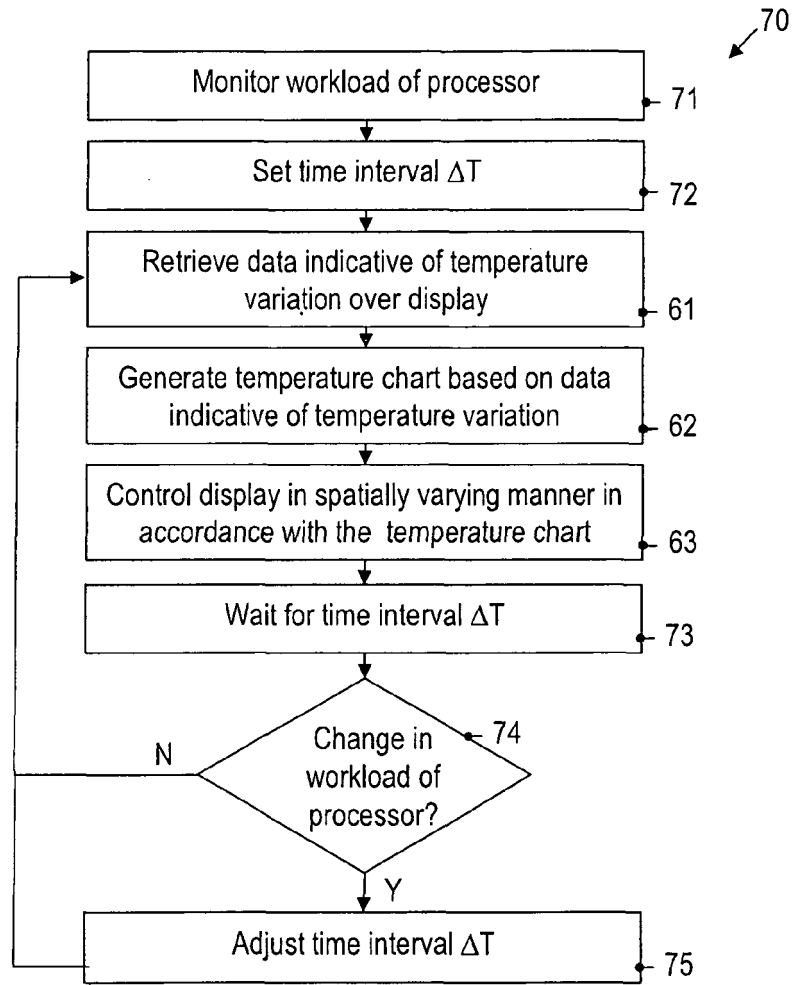 70
Monitor workload of processor
71
Set time interval ΔT
72
Retrieve data indicative of temperature
variation over display
61
Generate temperature chart based on data
indicative of temperature variation
62
Control display in spatially varying manner in
accordance with the temperature chart
63
Wait for time interval ΔT
73
74
Change in
workload of
processor?
N
Y
Adjust time interval ΔT
75